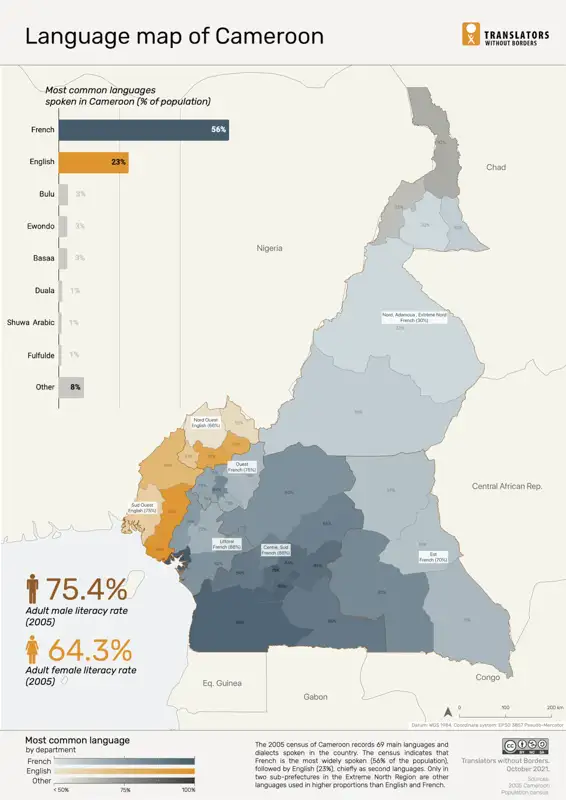 Language map of Cameroon
TRANSLATORS
WITHOUT BORDERS
Most common languages
spoken in Cameroon (% of population)
French
56%
English
23%
Bulu
3%
Ewondo
3%
Basaa
3%
Duala
1%
Shuwa Arabic
1%
Fulfulde
1%
Other
8%
Chad
Nigeria
Nord, Adamoua, Extrème Nord
French (30%)
Nord Ouest
Ouest
French (75%)
Central African Rep.
Sud Ouest
Littoral
French (88%)
Centre, Sud
French (88%)
Est
French (70%)
75.4%
Adult male literacy rate
(2005)
64.3%
Adult female literacy rate
(2005)
Eq. Guinea
Gabon
Congo
0 100 200 km
Datum: WGS 1984, Coordinate system: EPSG 3857 Pseudo-Mercator
Most common language
by department
French
English
Other
< 50% 75% 100%
The 2005 census of Cameroon records 69 main languages and
dialects spoken in the country. The census indicates that
French is the most widely spoken (56% of the population),
followed by English (23%), chiefly as second languages. Only in
two sub-prefectures in the Extreme North Region are other
languages used in higher proportions than English and French.
CC BY NC SA
Translators without Borders.
October 2021.
Sources:
2005 Cameroon
Population census.